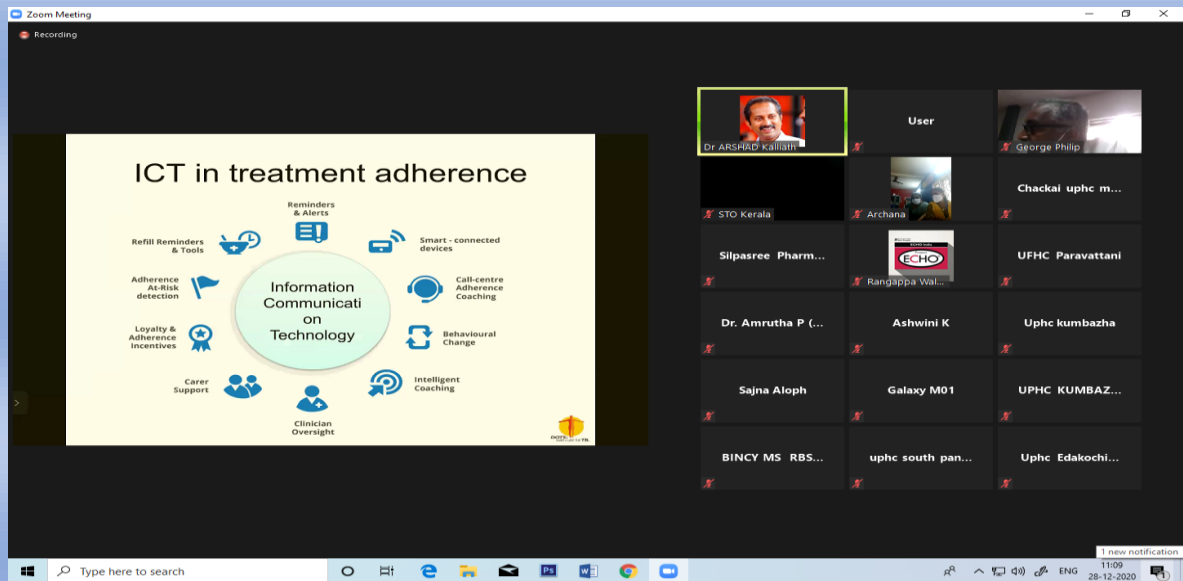 Zoom Meeting
Recording
ICT in treatment adherence
Reminders
& Alerts
Refill Reminders
& Tools
Smart - connected
devices
Adherence
At-Risk
detection
Call-centre
Adherence
Coaching
Information
Communicati
on
Technology
Loyalty &
Adherence
Incentives
Behavioural
Change
Carer
Support
Intelligent
Coaching
Clinician
Oversight
Dr ARSHAD Kalliath
User
George Philip
STO Kerala
Archana
Chackai uphc m...
Silpasree Pharm...
ECHO
Rangappa Wal...
UFHC Paravattani
Dr. Amrutha P (...
Ashwini K
Uphc kumbazha
Sajna Aloph
Galaxy M01
UPHC KUMBAZ...
BINCY MS RBS...
uphc south pan...
Uphc Edakochi...
1 new notification
Type here to search
Ps
ENG
11:09
28-12-2020